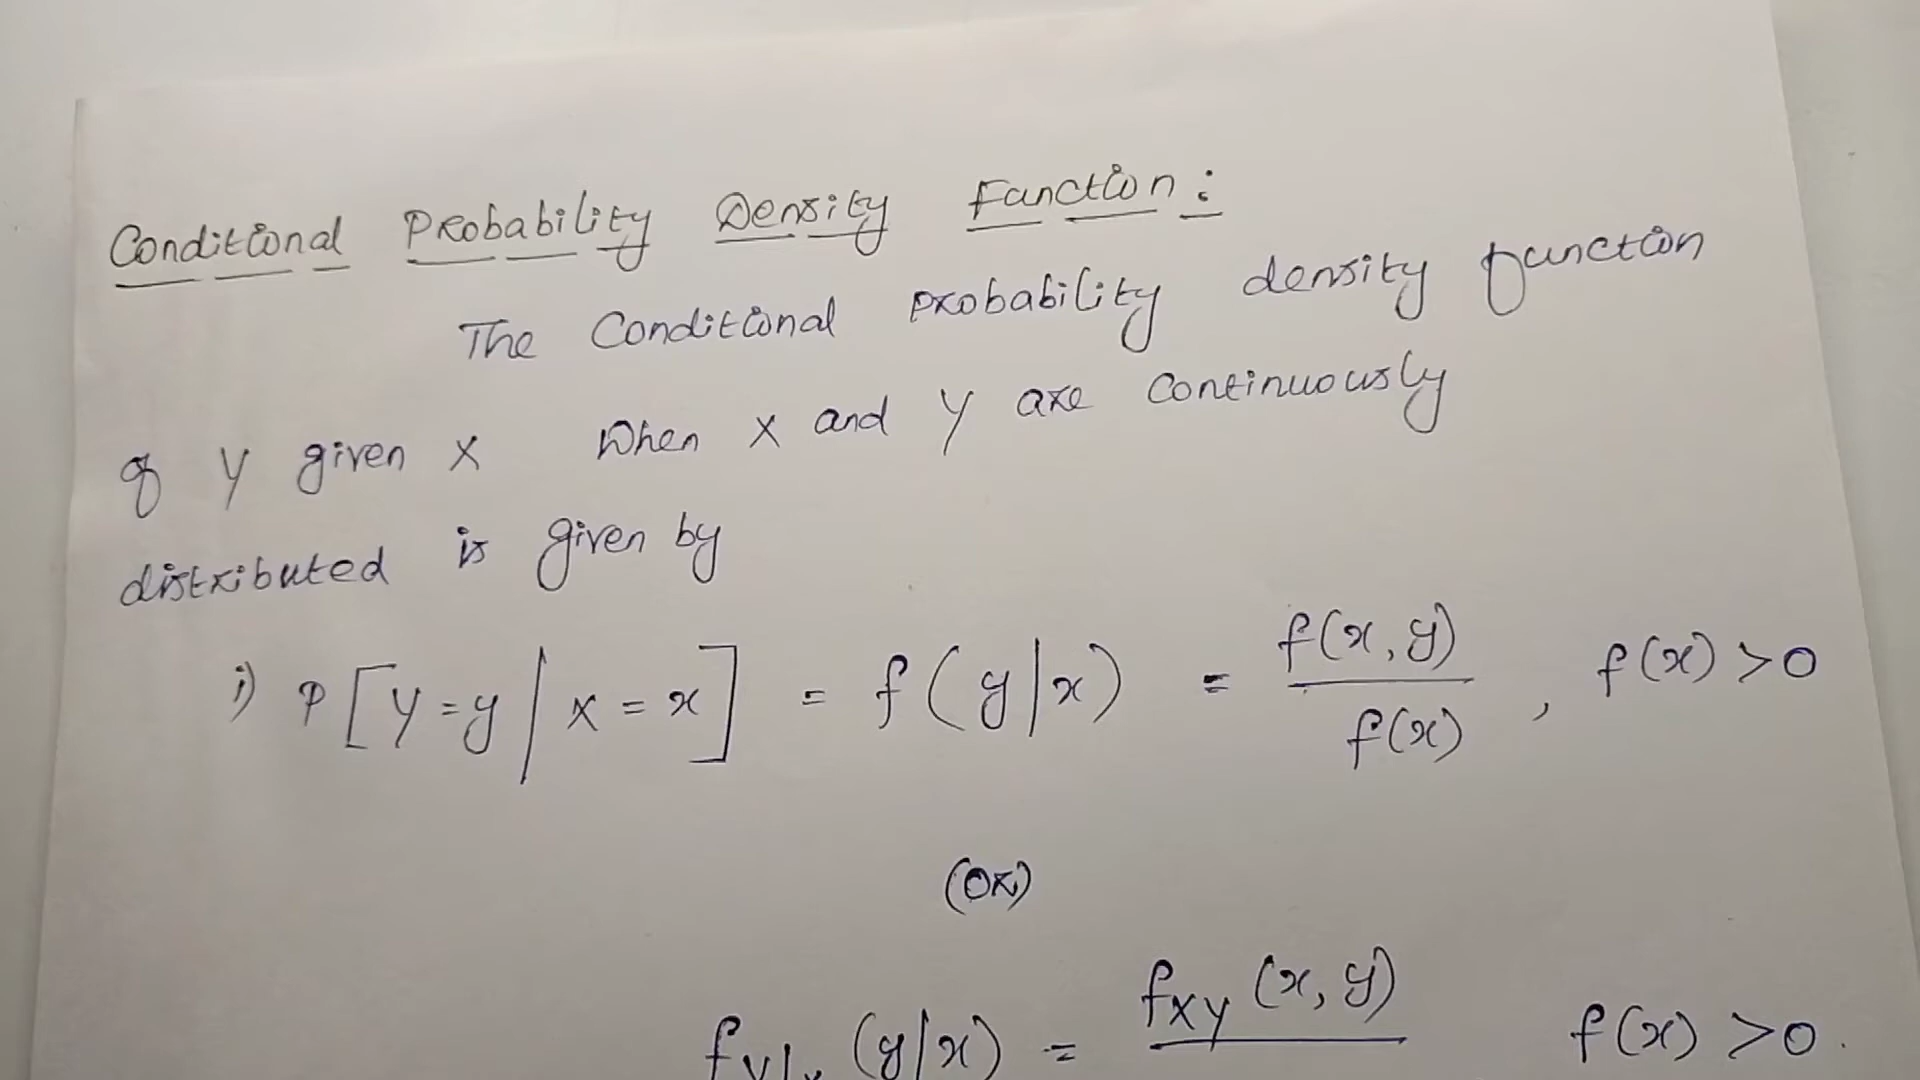 Conditional Probability Density Function:
The Conditional probability density function
of Y given X when X and Y are Continuously
distributed is given by
i) P[Y=y/X=x] = f(y/x) = f(x,y)/f(x), f(x)>0
(or)
fY|X (y/x) = fXY (x,y) f(x)>0.